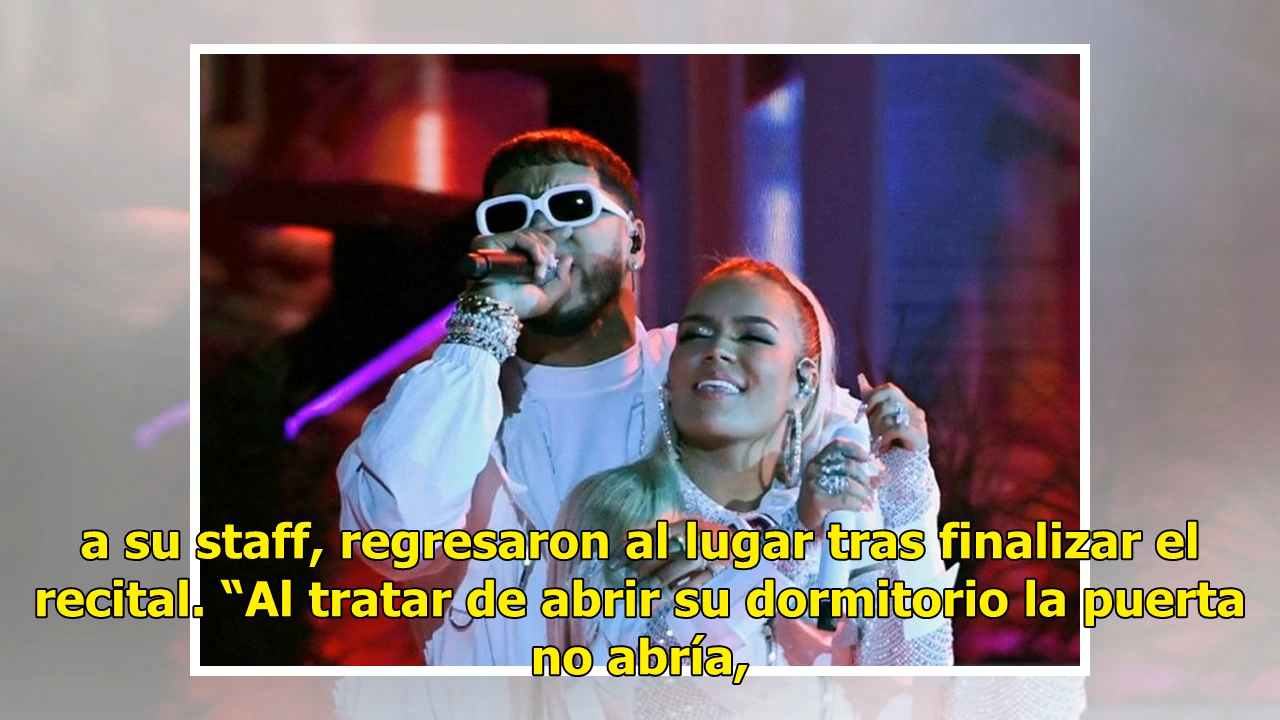 a su staff, regresaron al lugar tras finalizar el
recital. “Al tratar de abrir su dormitorio la puerta
no abría,